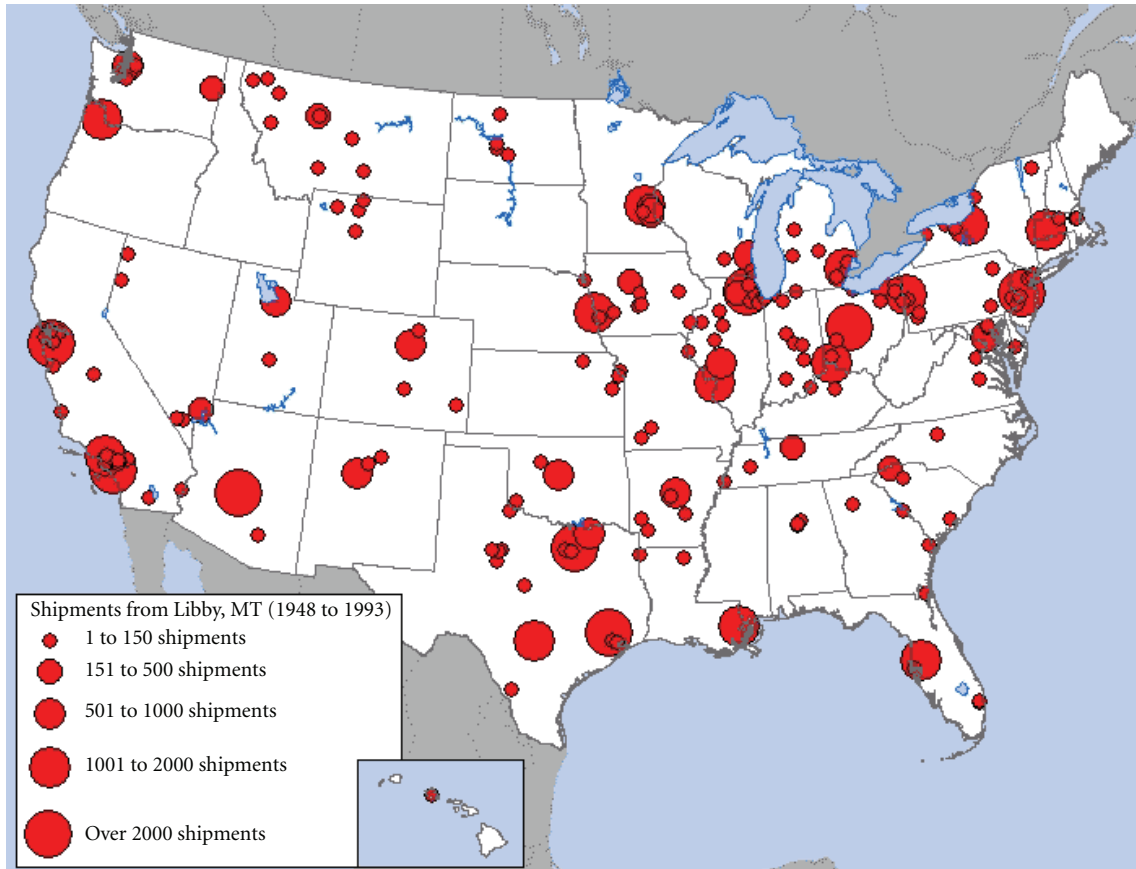 Shipments from Libby, MT (1948 to 1993)
1 to 150 shipments
151 to 500 shipments
501 to 1000 shipments
1001 to 2000 shipments
Over 2000 shipments